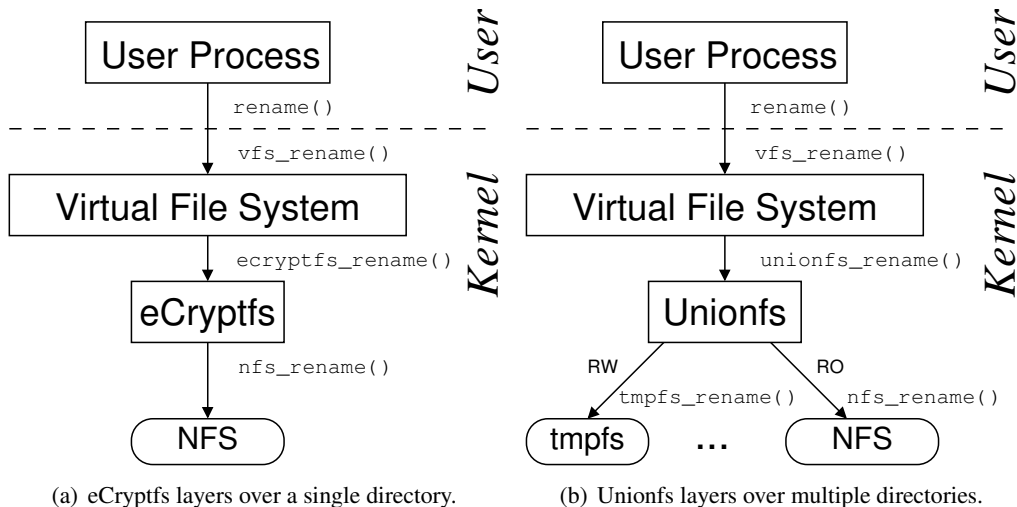 User Process
User
rename()
vfs_rename()
Virtual File System
Kernel
ecryptfs_rename()
eCryptfs
nfs_rename()
NFS
(a) eCryptfs layers over a single directory.
User Process
User
rename()
vfs_rename()
Virtual File System
Kernel
unionfs_rename()
Unionfs
RW
RO
tmpfs_rename()
nfs_rename()
tmpfs
...
NFS
(b) Unionfs layers over multiple directories.